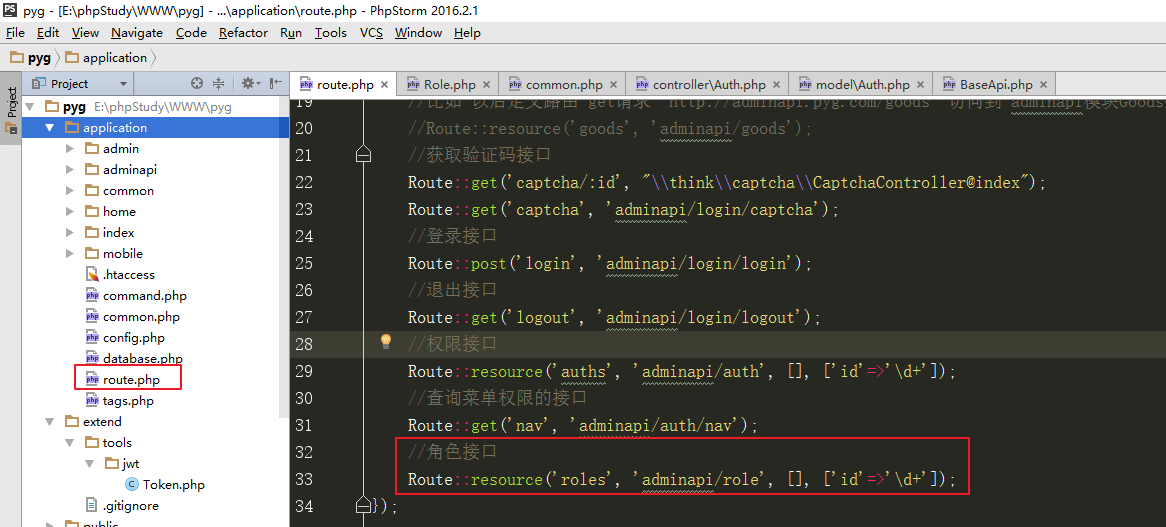 pyg - [E:\phpStudy\WWW\pyg] - ...\application\route.php - PhpStorm 2016.2.1
File Edit View Navigate Code Refactor Run Tools VCS Window Help
pyg application
Project
Project
route.php Role.php common.php controller\Auth.php model\Auth.php BaseApi.php
pyg E:\phpStudy\WWW\pyg
application
admin
adminapi
common
home
index
mobile
.htaccess
command.php
common.php
config.php
database.php
route.php
tags.php
extend
tools
jwt
Token.php
.gitignore
public
19 //比如 以后定义路由 get请求 http://adminapi.pyg.com/goods 访问到 adminapi模块Goods
20 //Route::resource('goods', 'adminapi/goods');
21 //获取验证码接口
22 Route::get('captcha/:id', "\\think\\captcha\\CaptchaController@index");
23 Route::get('captcha', 'adminapi/login/captcha');
24 //登录接口
25 Route::post('login', 'adminapi/login/login');
26 //退出接口
27 Route::get('logout', 'adminapi/login/logout');
28 //权限接口
29 Route::resource('auths', 'adminapi/auth', [], ['id'=>'\d+']);
30 //查询菜单权限的接口
31 Route::get('nav', 'adminapi/auth/nav');
32 //角色接口
33 Route::resource('roles', 'adminapi/role', [], ['id'=>'\d+']);
34 });